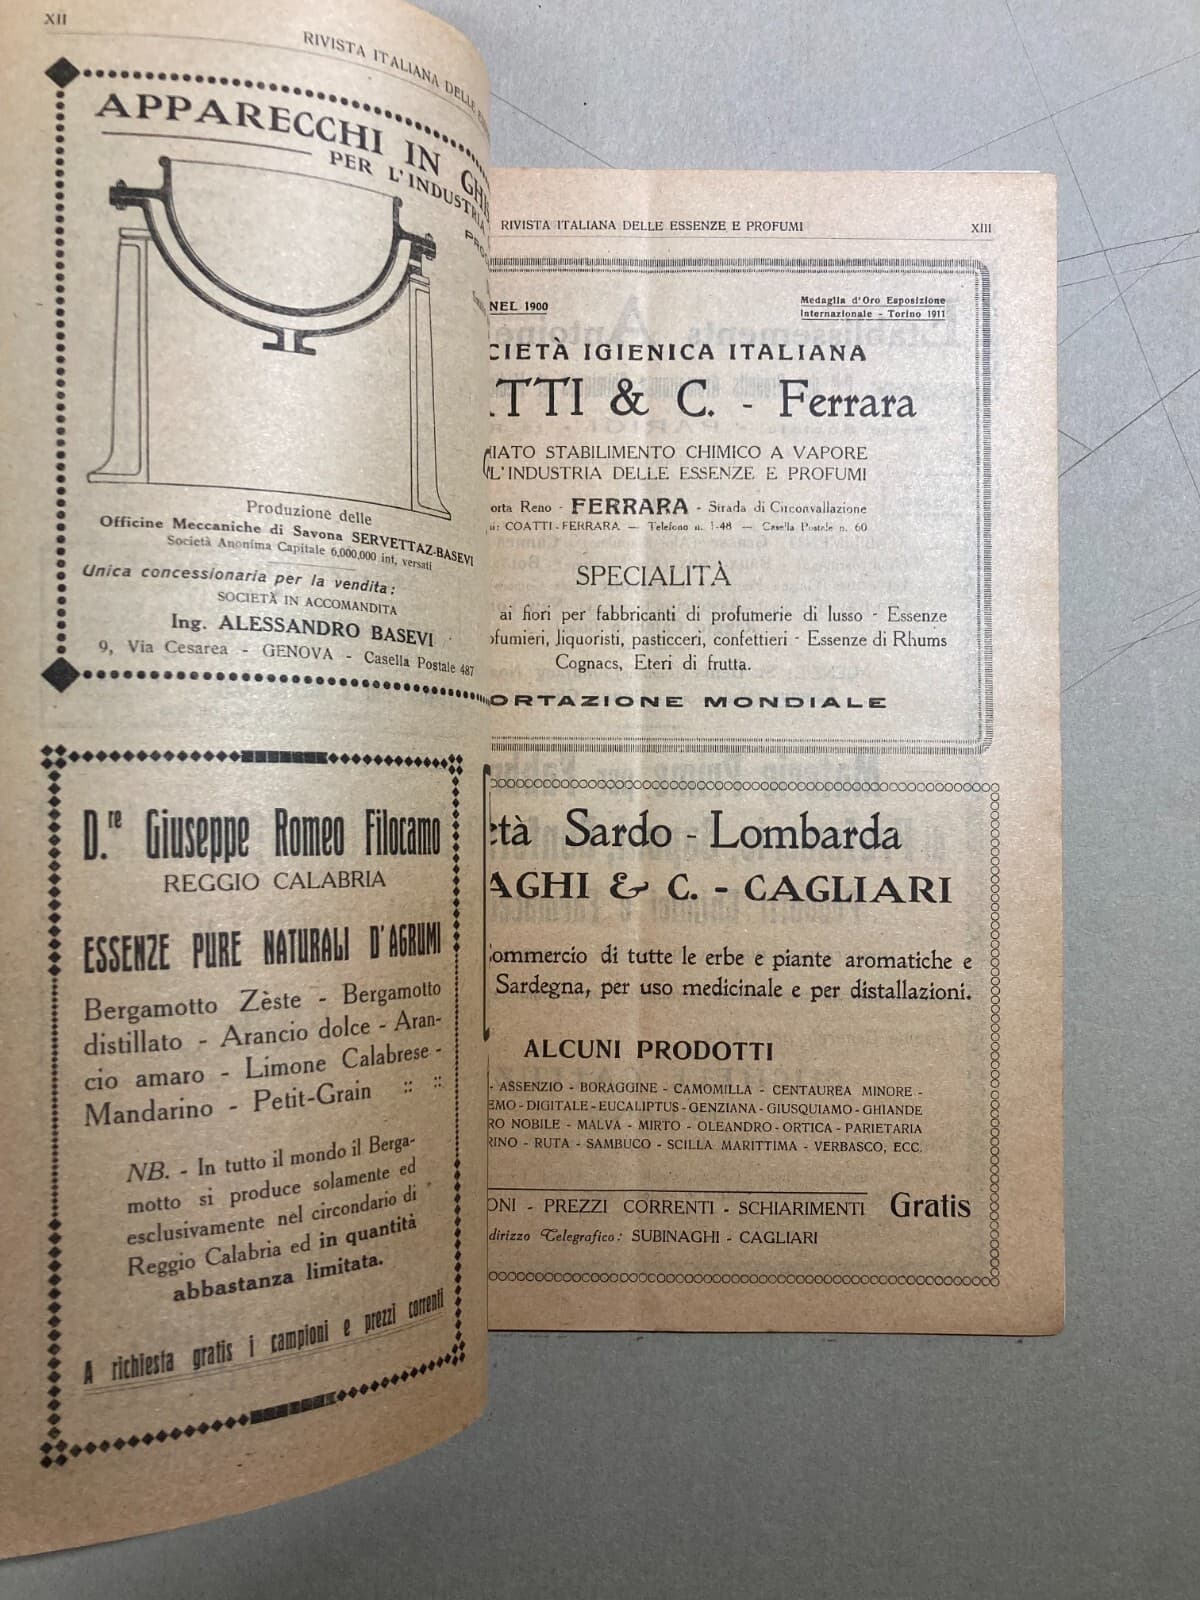 XII
RIVISTA ITALIANA DELLE
APPARECCHI IN
PER L'INDUSTRIA
Produzione delle
Officine Meccaniche di Savona SERVETTAZ-BASEVI
Società Anonima Capitale 6,000,000 int, versati
Unica concessionaria per la vendita:
SOCIETÀ IN ACCOMANDITA
Ing. ALESSANDRO BASEVI
9, Via Cesarea - GENOVA - Casella Postale 487
D.re Giuseppe Romeo Filocamo
REGGIO CALABRIA
ESSENZE PURE NATURALI D'AGRUMI
Bergamotto Zèste - Bergamotto
distillato - Arancio dolce - Aran-
cio amaro - Limone Calabrese -
Mandarino - Petit-Grain :: ::
NB. - In tutto il mondo il Berga-
motto si produce solamente ed
esclusivamente nel circondario di
Reggio Calabria ed in quantità
abbastanza limitata.
A richiesta gratis i campioni e prezzi correnti
RIVISTA ITALIANA DELLE ESSENZE E PROFUMI XIII
NEL 1900
Medaglia d'Oro Esposizione
Internazionale - Torino 1911
CIETÀ IGIENICA ITALIANA
TTI & C. - Ferrara
IATO STABILIMENTO CHIMICO A VAPORE
L'INDUSTRIA DELLE ESSENZE E PROFUMI
orta Reno - FERRARA - Strada di Circonvallazione
i: COATTI-FERRARA — Telefono n. 1-48 — Casella Postale n. 60
SPECIALITÀ
ai fiori per fabbricanti di profumerie di lusso - Essenze
ofumieri, liquoristi, pasticceri, confettieri - Essenze di Rhums
Cognacs, Eteri di frutta.
ORTAZIONE MONDIALE
età Sardo - Lombarda
AGHI & C. - CAGLIARI
ommercio di tutte le erbe e piante aromatiche e
Sardegna, per uso medicinale e per distallazioni.
ALCUNI PRODOTTI
- ASSENZIO - BORAGGINE - CAMOMILLA - CENTAUREA MINORE -
EMO - DIGITALE - EUCALIPTUS - GENZIANA - GIUSQUIAMO - GHIANDE
RO NOBILE - MALVA - MIRTO - OLEANDRO - ORTICA - PARIETARIA
RINO - RUTA - SAMBUCO - SCILLA MARITTIMA - VERBASCO, ECC.
ONI - PREZZI CORRENTI - SCHIARIMENTI Gratis
dirizzo Telegrafico: SUBINAGHI - CAGLIARI